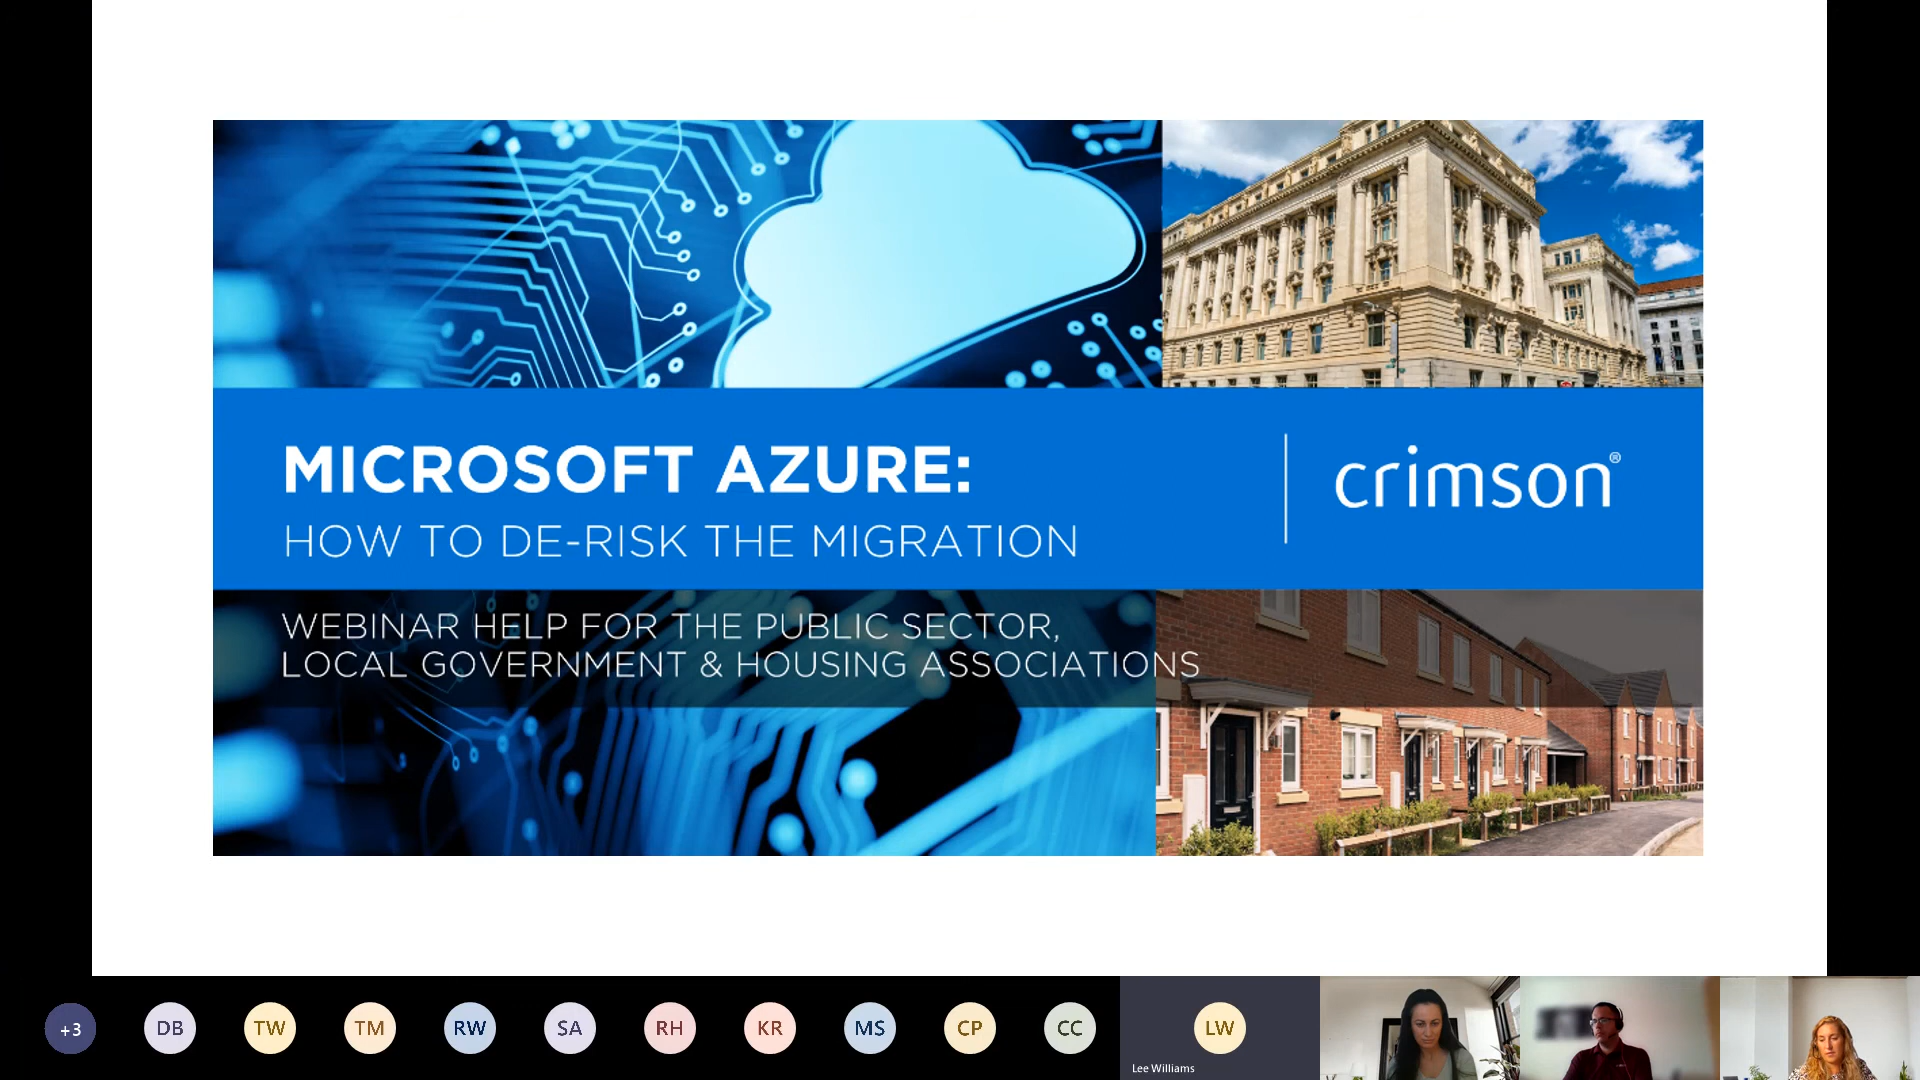 MICROSOFT AZURE:
HOW TO DE-RISK THE MIGRATION
crimson®
WEBINAR HELP FOR THE PUBLIC SECTOR,
LOCAL GOVERNMENT & HOUSING ASSOCIATIONS
+3
DB
TW
TM
RW
SA
RH
KR
MS
CP
CC
LW
Lee Williams